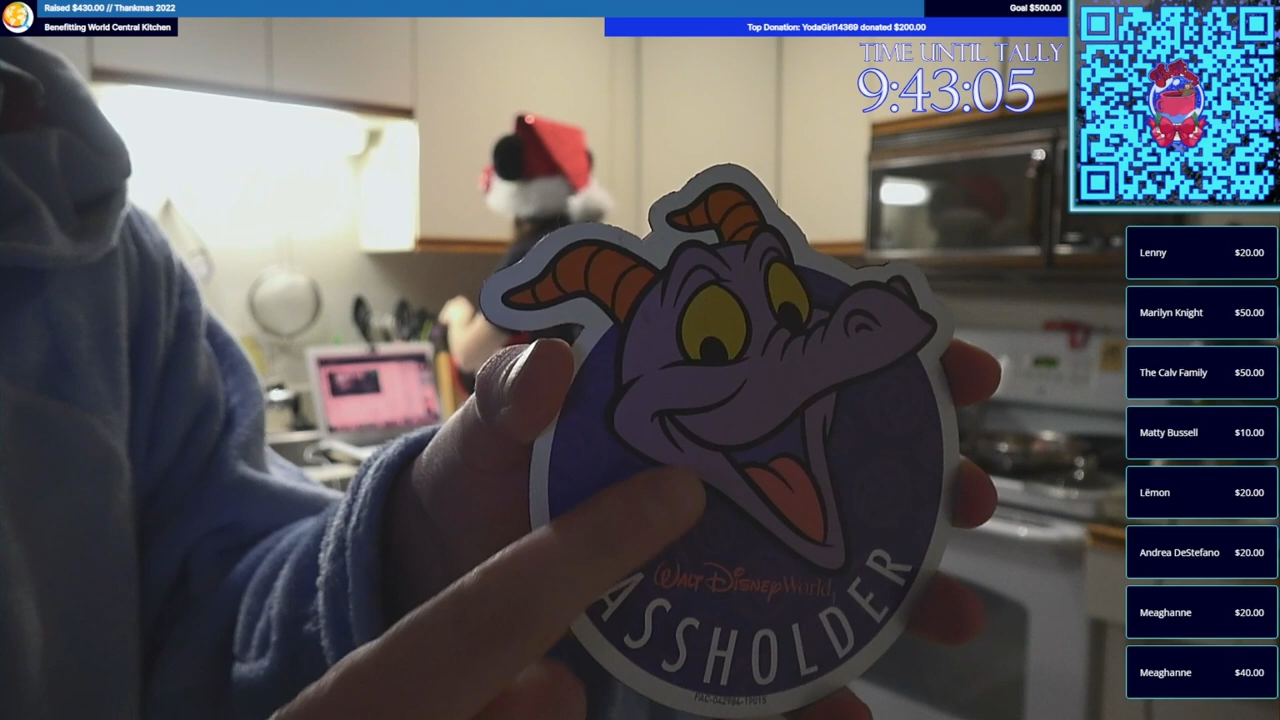 Raised $430.00 // Thankmas 2022
Goal $500.00
Benefitting World Central Kitchen
Top Donation: YodaGirl14369 donated $200.00
TIME UNTIL TALLY
9:43:05
Lenny $20.00
Marilyn Knight $50.00
The Calv Family $50.00
Matty Bussell $10.00
Lēmon $20.00
Andrea DeStefano $20.00
Meaghanne $20.00
Meaghanne $40.00
Walt Disney World
ASSHOLDER